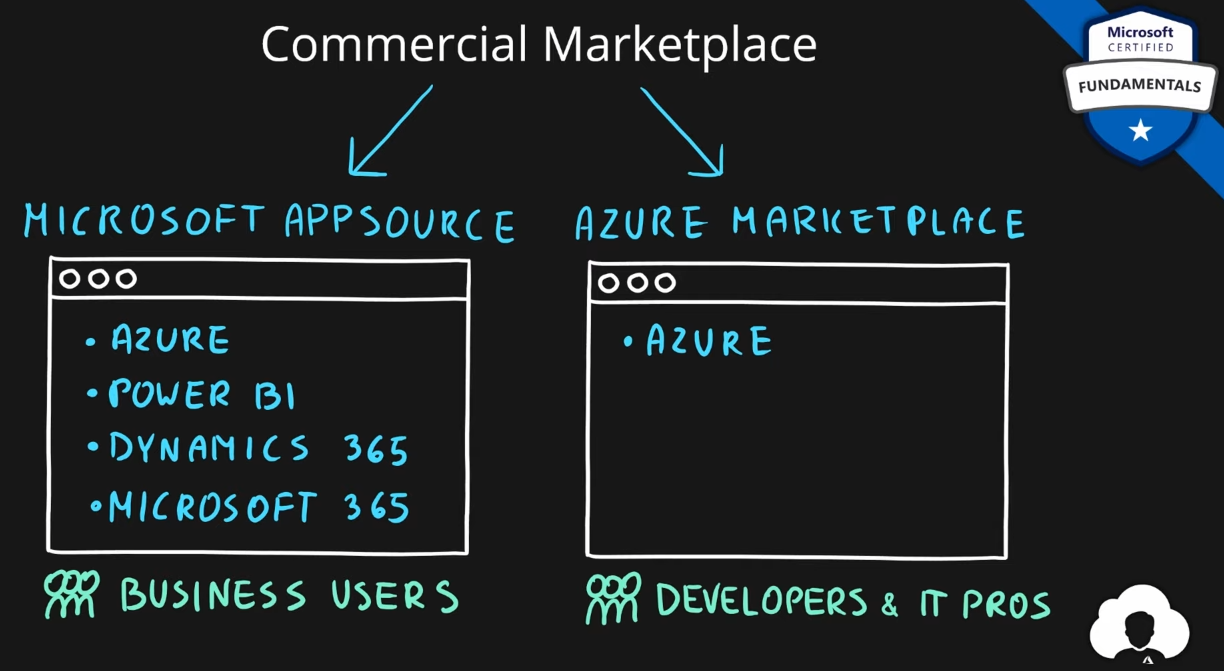 Commercial Marketplace
Microsoft
CERTIFIED
FUNDAMENTALS
MICROSOFT APPSOURCE
• AZURE
• POWER BI
• DYNAMICS 365
• MICROSOFT 365
BUSINESS USERS
AZURE MARKETPLACE
• AZURE
DEVELOPERS & IT PROS